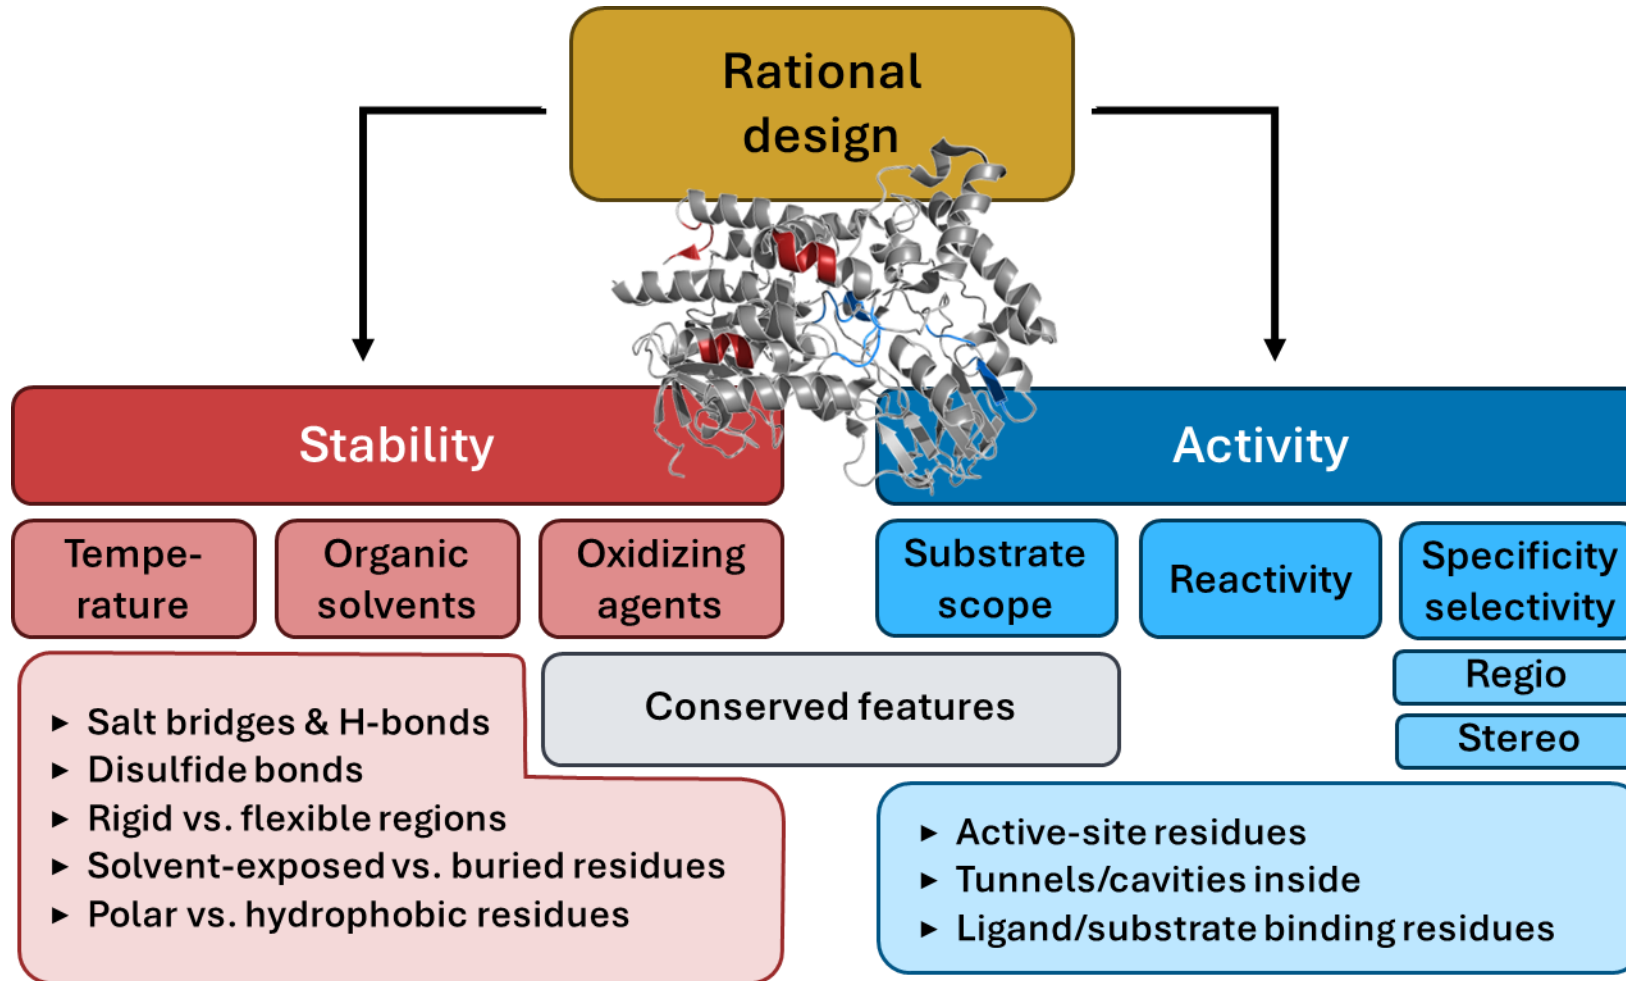 Rational
design
Stability
Activity
Tempe-
rature
Organic
solvents
Oxidizing
agents
Substrate
scope
Reactivity
Specificity
selectivity
Regio
Stereo
Conserved features
▸ Salt bridges & H-bonds
▸ Disulfide bonds
▸ Rigid vs. flexible regions
▸ Solvent-exposed vs. buried residues
▸ Polar vs. hydrophobic residues
▸ Active-site residues
▸ Tunnels/cavities inside
▸ Ligand/substrate binding residues